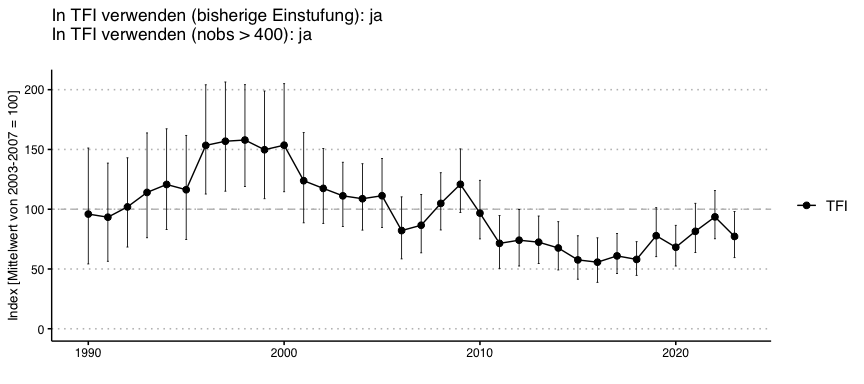 In TFI verwenden (bisherige Einstufung): ja
In TFI verwenden (nobs > 400): ja
Index [Mittelwert von 2003-2007 = 100]
200
150
100
50
0
1990
2000
2010
2020
TFI